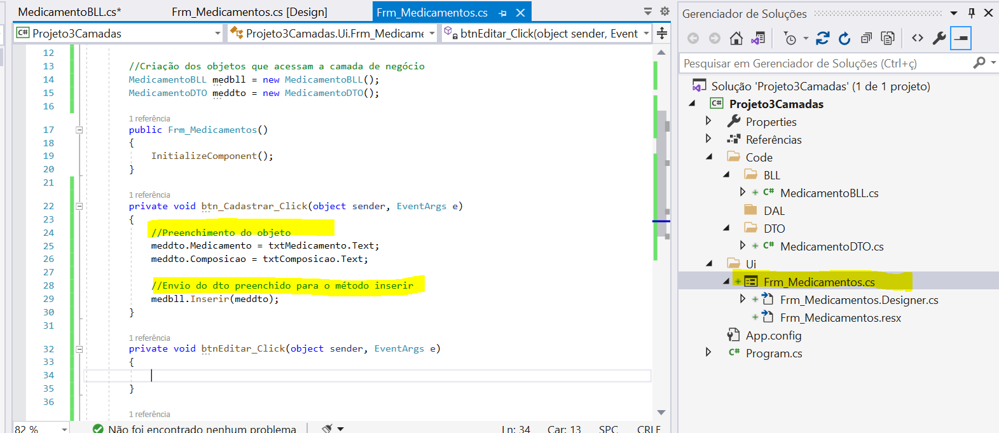 MedicamentoBLL.cs*
Frm_Medicamentos.cs [Design]
Frm_Medicamentos.cs
Projeto3Camadas
Projeto3Camadas.Ui.Frm_Medicame
btnEditar_Click(object sender, Event
12
13 //Criação dos objetos que acessam a camada de negócio
14 MedicamentoBLL medbll = new MedicamentoBLL();
15 MedicamentoDTO meddto = new MedicamentoDTO();
16
1 referência
17 public Frm_Medicamentos()
18 {
19 InitializeComponent();
20 }
21
1 referência
22 private void btn_Cadastrar_Click(object sender, EventArgs e)
23 {
24 //Preenchimento do objeto
25 meddto.Medicamento = txtMedicamento.Text;
26 meddto.Composicao = txtComposicao.Text;
27
28 //Envio do dto preenchido para o método inserir
29 medbll.Inserir(meddto);
30 }
31
1 referência
32 private void btnEditar_Click(object sender, EventArgs e)
33 {
34
35 }
36
1 referência
82 %
Não foi encontrado nenhum problema
Ln: 34
Car: 13
SPC
CRLF
Gerenciador de Soluções
Pesquisar em Gerenciador de Soluções (Ctrl+ç)
Solução 'Projeto3Camadas' (1 de 1 projeto)
C# Projeto3Camadas
Properties
Referências
Code
BLL
C# MedicamentoBLL.cs
DAL
DTO
C# MedicamentoDTO.cs
Ui
Frm_Medicamentos.cs
Frm_Medicamentos.Designer.cs
Frm_Medicamentos.resx
App.config
C# Program.cs